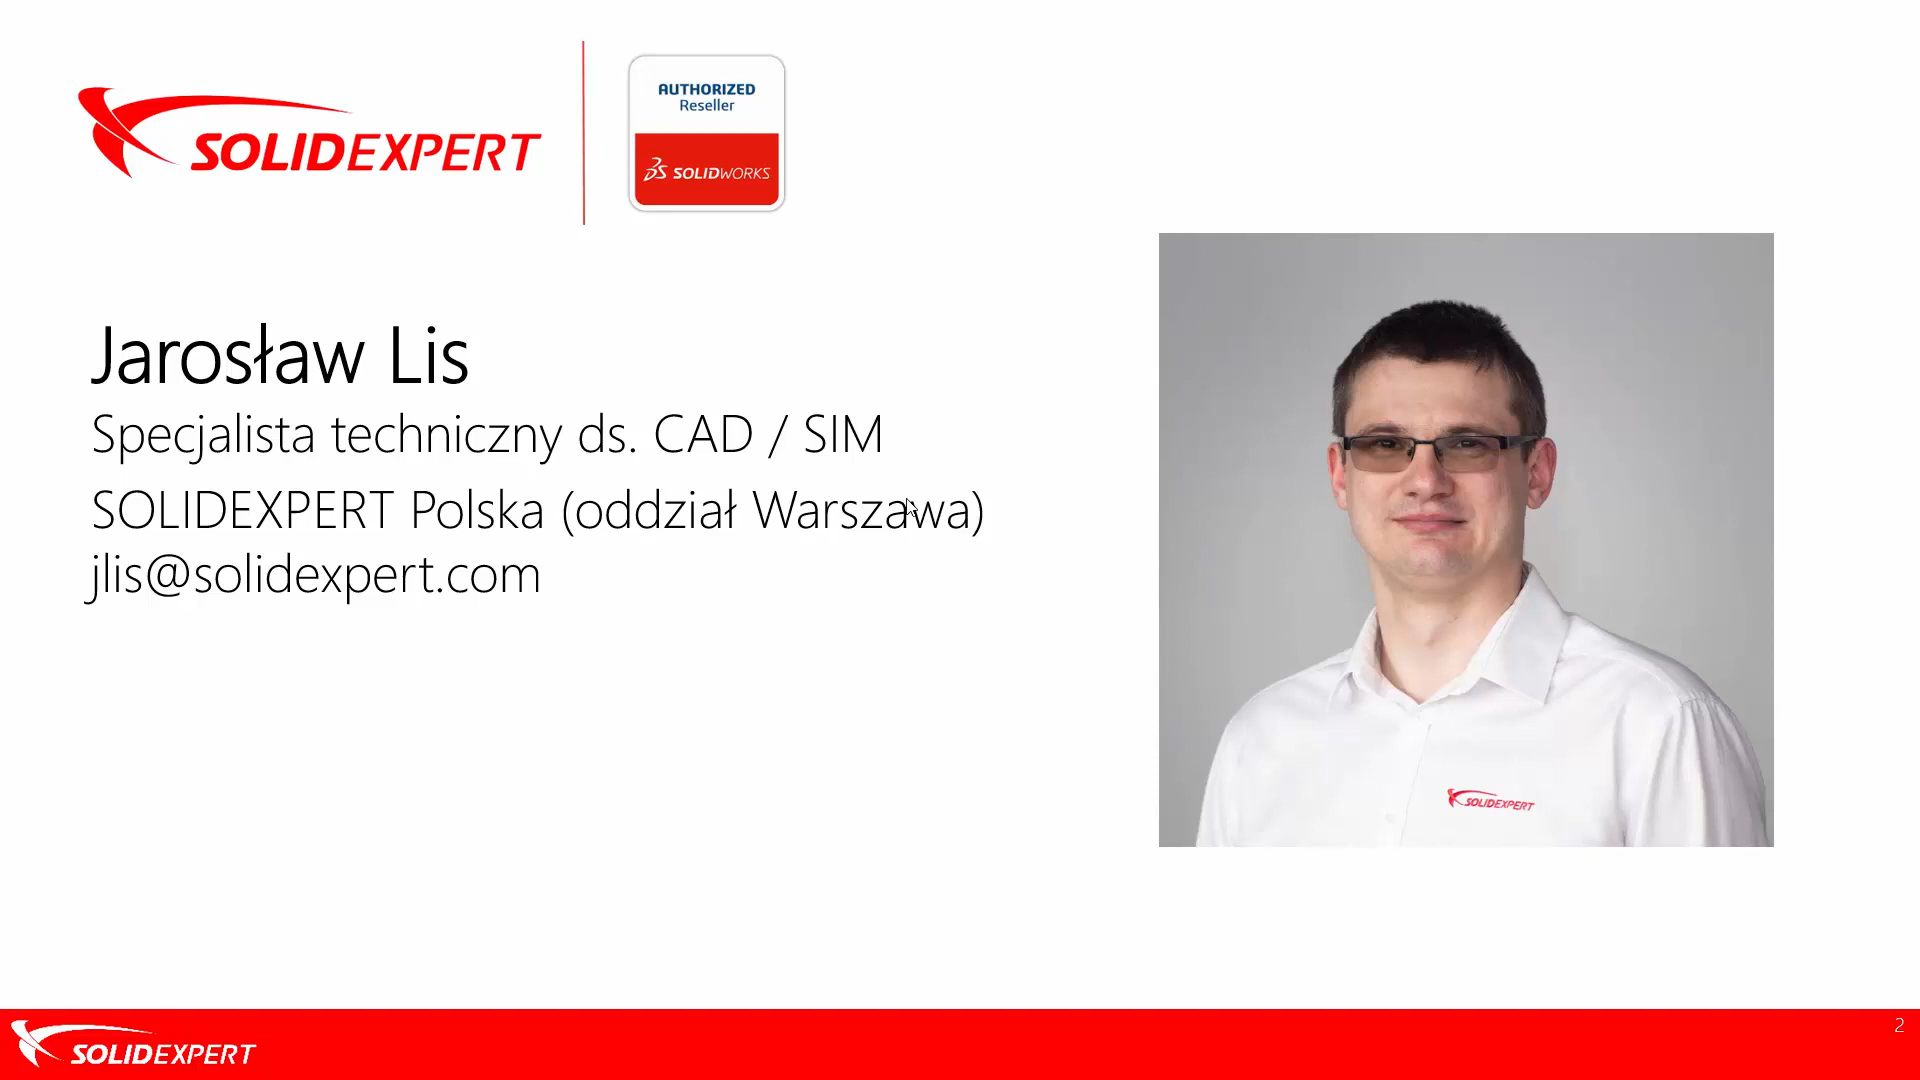 SOLIDEXPERT
AUTHORIZED
Reseller
SOLIDWORKS
Jarosław Lis
Specjalista techniczny ds. CAD / SIM
SOLIDEXPERT Polska (oddział Warszawa)
jlis@solidexpert.com
SOLIDEXPERT
SOLIDEXPERT
2